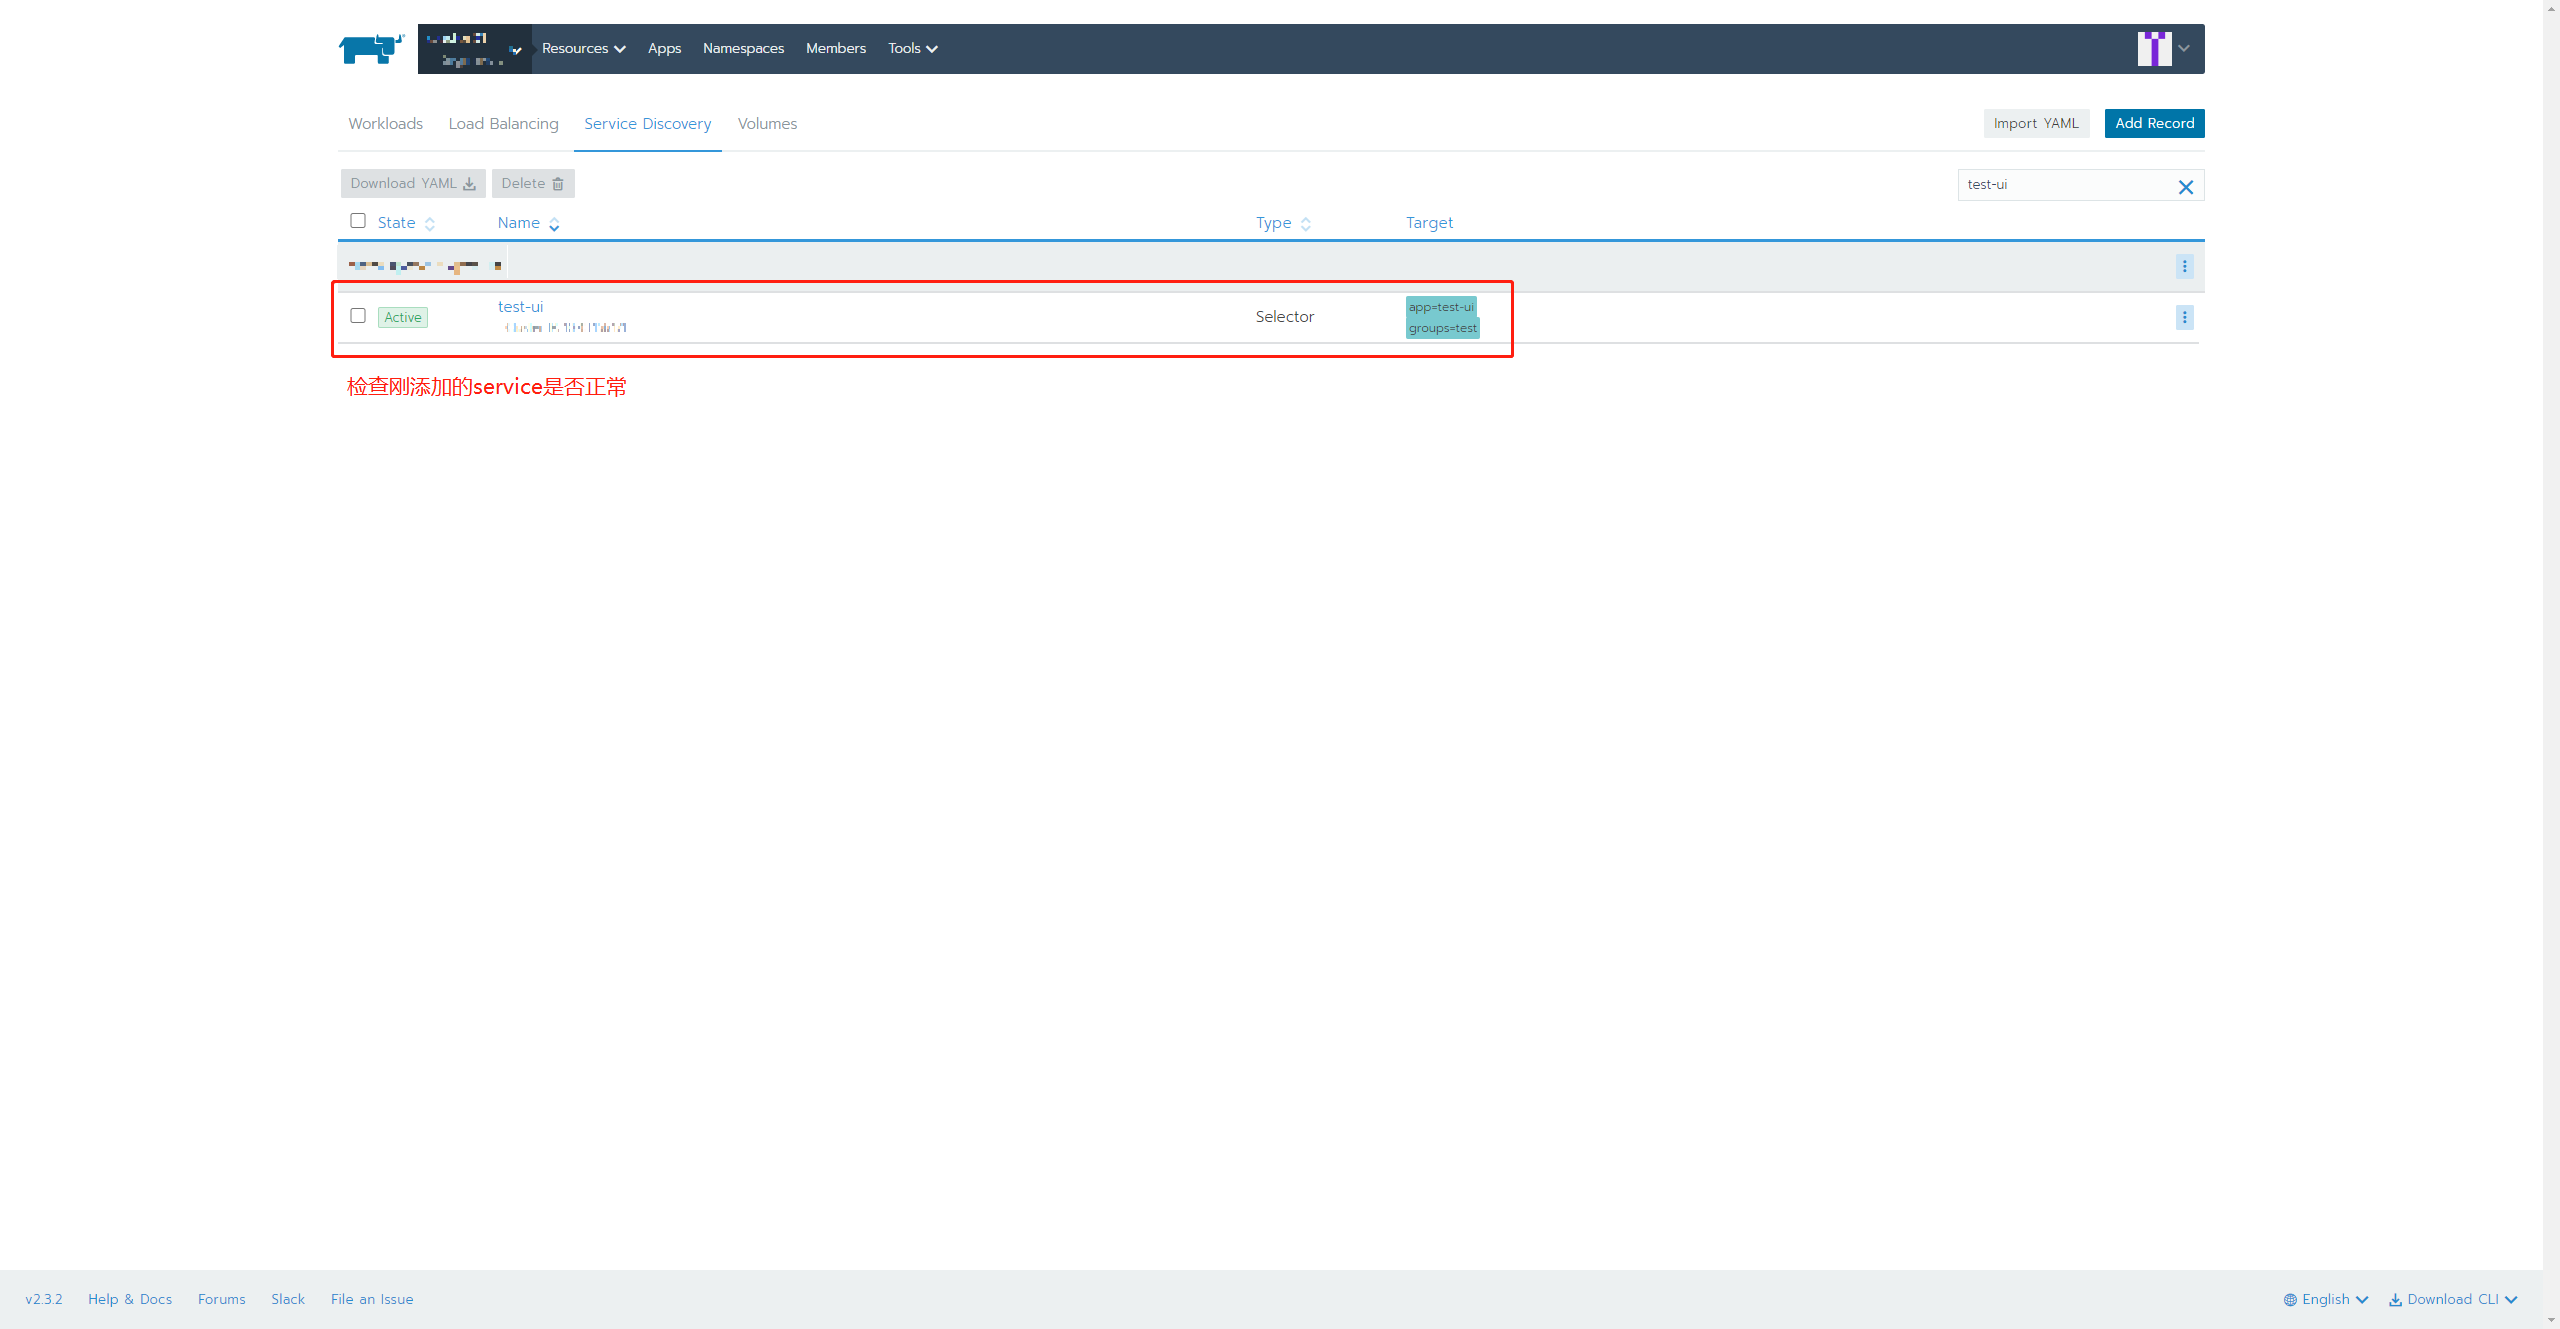 Resources Apps Namespaces Members Tools
Workloads Load Balancing Service Discovery Volumes Import YAML Add Record
Download YAML Delete test-ui
State Name Type Target
Active test-ui Selector app=test-ui
groups=test
检查刚添加的service是否正常
v2.3.2 Help & Docs Forums Slack File an Issue English Download CLI